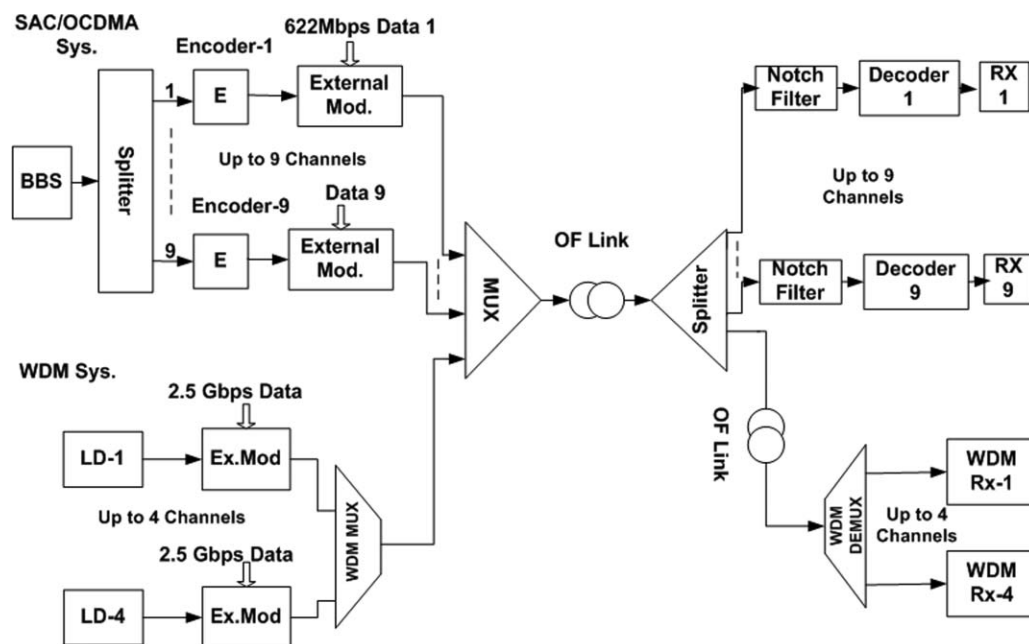 SAC/OCDMA
Sys.
622Mbps Data 1
Encoder-1
1
E
External
Mod.
Splitter
BBS
Up to 9 Channels
Encoder-9
Data 9
9
E
External
Mod.
MUX
OF Link
Splitter
Notch
Filter
Decoder
1
RX
1
Up to 9
Channels
Notch
Filter
Decoder
9
RX
9
WDM Sys.
2.5 Gbps Data
LD-1
Ex.Mod
Up to 4 Channels
2.5 Gbps Data
LD-4
Ex.Mod
WDM MUX
OF Link
WDM
DEMUX
WDM
Rx-1
Up to 4
Channels
WDM
Rx-4